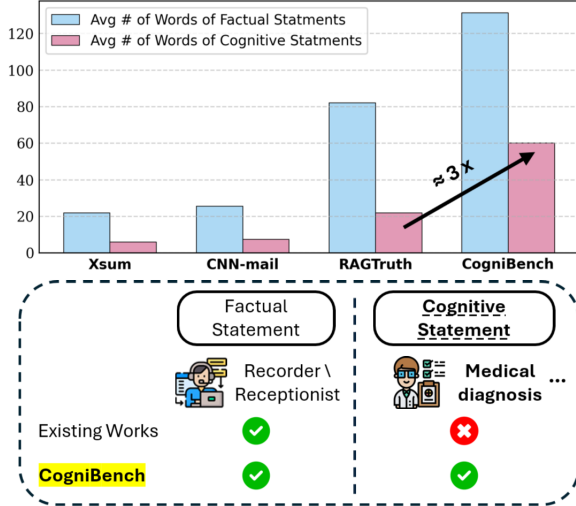 Avg # of Words of Factual Statments
Avg # of Words of Cognitive Statments
120
100
80
60
40
20
0
≈ 3 x
Xsum
CNN-mail
RAGTruth
CogniBench
Factual
Statement
Cognitive
Statement
Recorder \
Receptionist
Medical
diagnosis
...
Existing Works
CogniBench